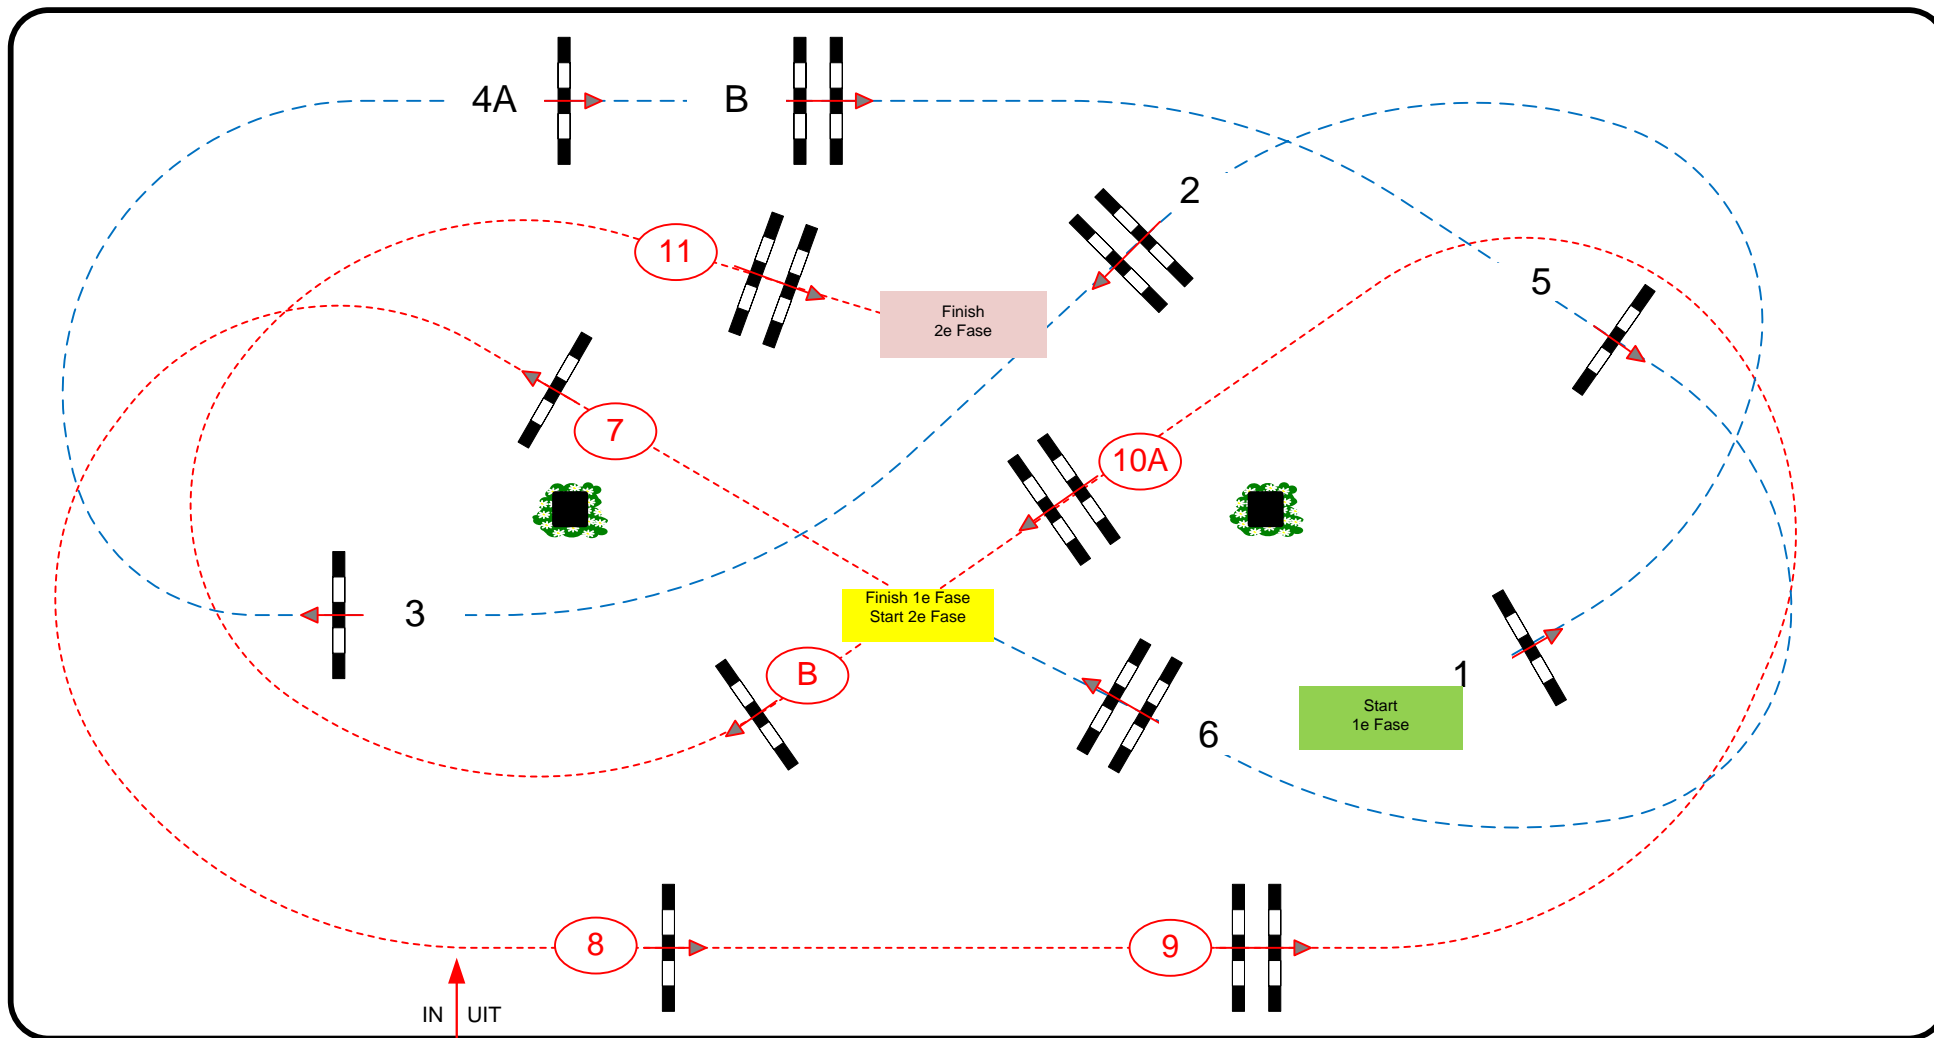 4A
B
2
11
5
Finish
2e Fase
7
10A
3
Finish 1e Fase
Start 2e Fase
B
1
Start
1e Fase
6
8
9
IN
UIT